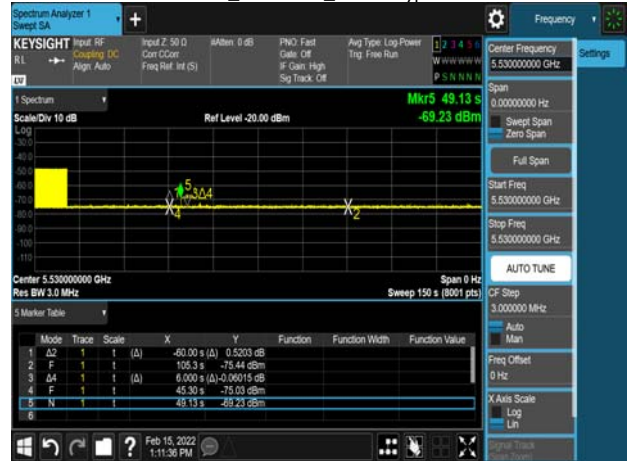 Spectrum Analyzer 1
Swept SA
+
Frequency
KEYSIGHT
RL
LW
Input: RF
Coupling: DC
Align: Auto
Input Z: 50 Ω
Corr CCorr
Freq Ref: Int (S)
#Atten: 0 dB
PNO: Fast
Gate: Off
IF Gain: High
Sig Track: Off
Avg Type: Log-Power
Trig: Free Run
1 2 3 4 5 6
W W W W W W
P S N N N N
Center Frequency
5.530000000 GHz
Settings
Span
0.00000000 Hz
Swept Span
Zero Span
Full Span
Start Freq
5.530000000 GHz
Stop Freq
5.530000000 GHz
AUTO TUNE
CF Step
3.000000 MHz
Auto
Man
Freq Offset
0 Hz
X Axis Scale
Log
Lin
Signal Track
(Span Zoom)
1 Spectrum
Scale/Div 10 dB
Ref Level -20.00 dBm
Mkr5 49.13 s
-69.23 dBm
Log
-30.0
-40.0
-50.0
-60.0
-70.0
-80.0
-90.0
-100
-110
5
3Δ4
4
2
Center 5.530000000 GHz
Span 0 Hz
Res BW 3.0 MHz
Sweep 150 s (8001 pts)
5 Marker Table
Mode Trace Scale X Y Function Function Width Function Value
1 Δ2 1 t (Δ) -60.00 s (Δ) 0.5203 dB
2 F 1 t 105.3 s -75.44 dBm
3 Δ4 1 t (Δ) 6.000 s (Δ) -0.06015 dB
4 F 1 t 45.30 s -75.03 dBm
5 N 1 t 49.13 s -69.23 dBm
6
?
Feb 15, 2022
1:11:36 PM